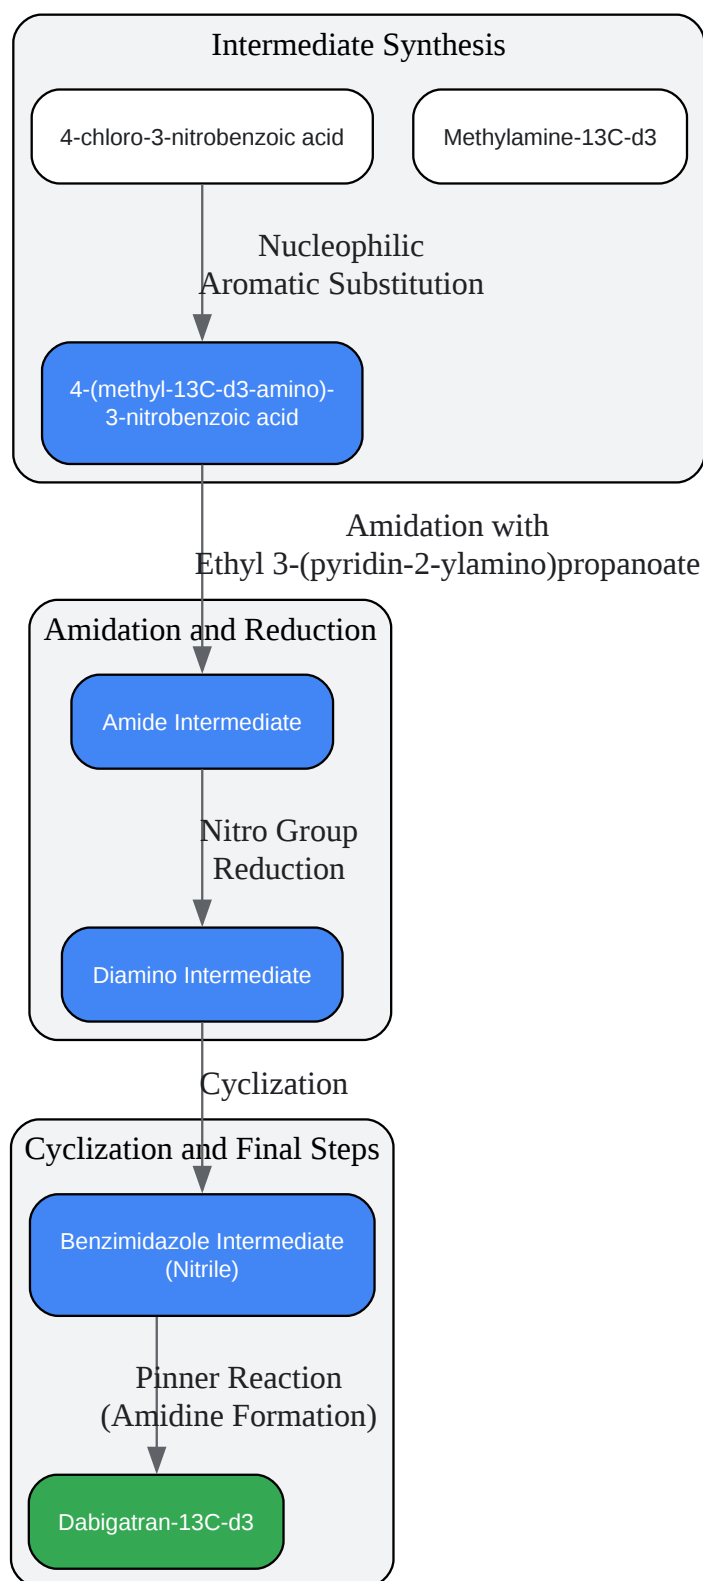 Intermediate Synthesis
4-chloro-3-nitrobenzoic acid
Methylamine-13C-d3
Nucleophilic
Aromatic Substitution
4-(methyl-13C-d3-amino)-
3-nitrobenzoic acid
Amidation with
Ethyl 3-(pyridin-2-ylamino)propanoate
Amidation and Reduction
Amide Intermediate
Nitro Group
Reduction
Diamino Intermediate
Cyclization
Cyclization and Final Steps
Benzimidazole Intermediate
(Nitrile)
Pinner Reaction
(Amidine Formation)
Dabigatran-13C-d3